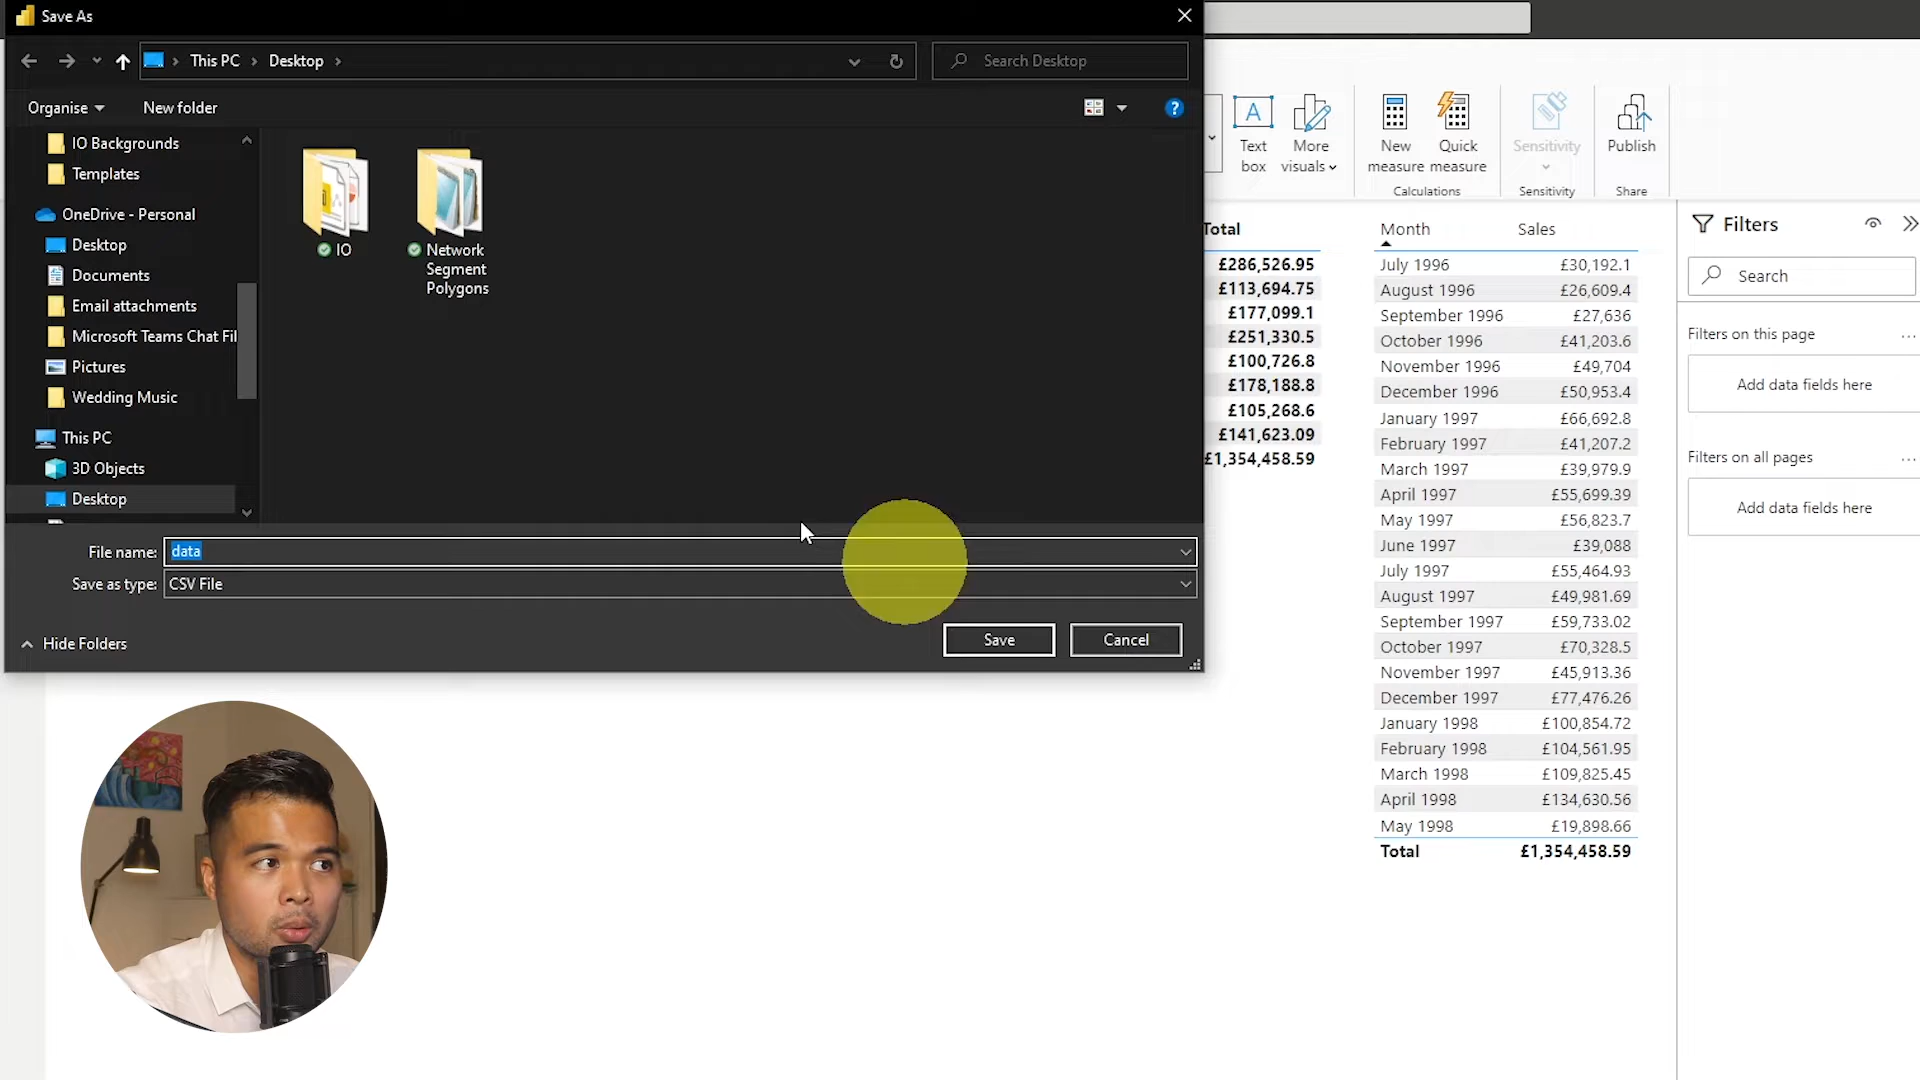 Save As
This PC
Desktop
Search Desktop
Organise
New folder
IO Backgrounds
Templates
OneDrive - Personal
Desktop
Documents
Email attachments
Microsoft Teams Chat Fil
Pictures
Wedding Music
This PC
3D Objects
Desktop
IO
Network
Segment
Polygons
File name:
data
Save as type:
CSV File
Hide Folders
Save
Cancel
A
Text
box
More
visuals
New
measure
Quick
measure
Calculations
Sensitivity
Sensitivity
Publish
Share
Total
£286,526.95
£113,694.75
£177,099.1
£251,330.5
£100,726.8
£178,188.8
£105,268.6
£141,623.09
£1,354,458.59
Month Sales
July 1996 £30,192.1
August 1996 £26,609.4
September 1996 £27,636
October 1996 £41,203.6
November 1996 £49,704
December 1996 £50,953.4
January 1997 £66,692.8
February 1997 £41,207.2
March 1997 £39,979.9
April 1997 £55,699.39
May 1997 £56,823.7
June 1997 £39,088
July 1997 £55,464.93
August 1997 £49,981.69
September 1997 £59,733.02
October 1997 £70,328.5
November 1997 £45,913.36
December 1997 £77,476.26
January 1998 £100,854.72
February 1998 £104,561.95
March 1998 £109,825.45
April 1998 £134,630.56
May 1998 £19,898.66
Total £1,354,458.59
Filters
Search
Filters on this page ...
Add data fields here
Filters on all pages ...
Add data fields here